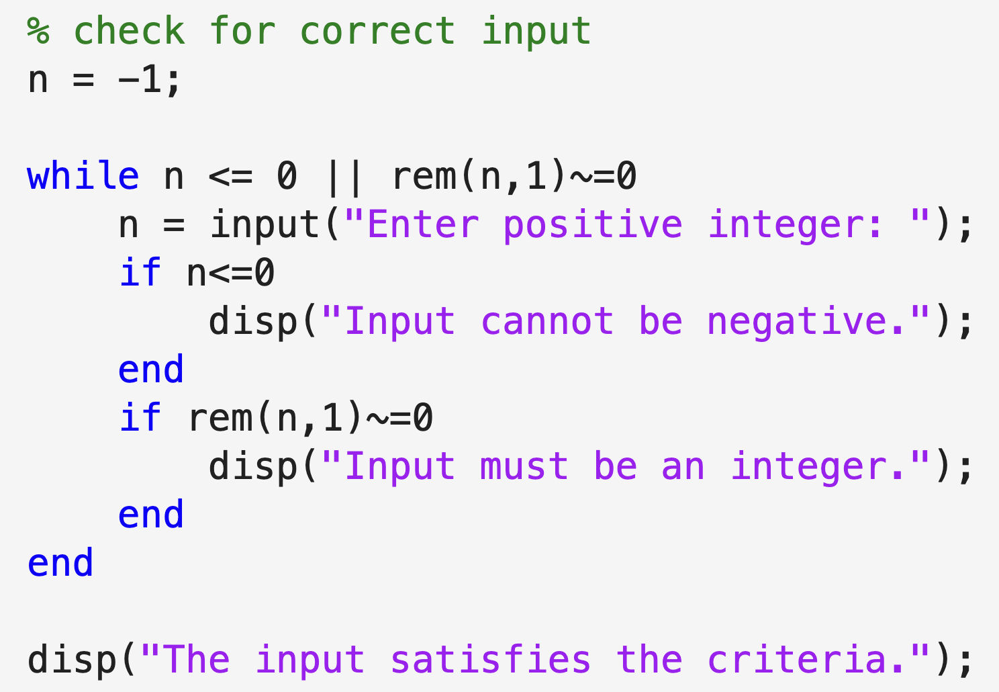 % check for correct input
n = -1;
while n <= 0 || rem(n,1)~=0
n = input("Enter positive integer: ");
if n<=0
disp("Input cannot be negative.");
end
if rem(n,1)~=0
disp("Input must be an integer.");
end
end
disp("The input satisfies the criteria.");